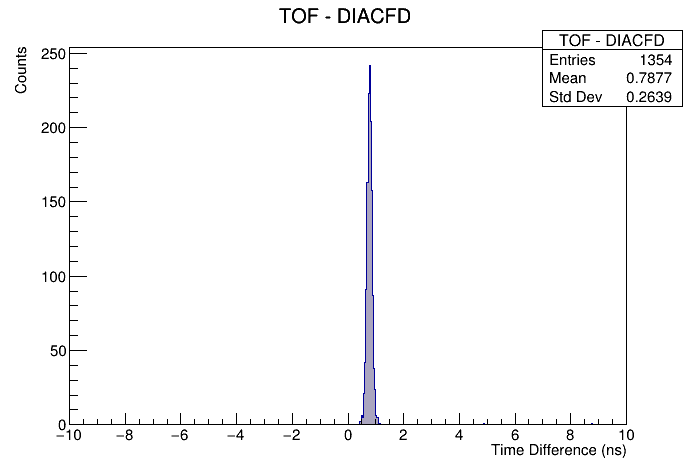 TOF - DIACFD
TOF - DIACFD
Entries 1354
Mean 0.7877
Std Dev 0.2639
Counts
250
200
150
100
50
0
−10 −8 −6 −4 −2 0 2 4 6 8 10
Time Difference (ns)